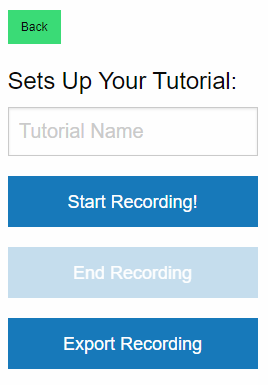 Back
Sets Up Your Tutorial:
Tutorial Name
Start Recording!
End Recording
Export Recording